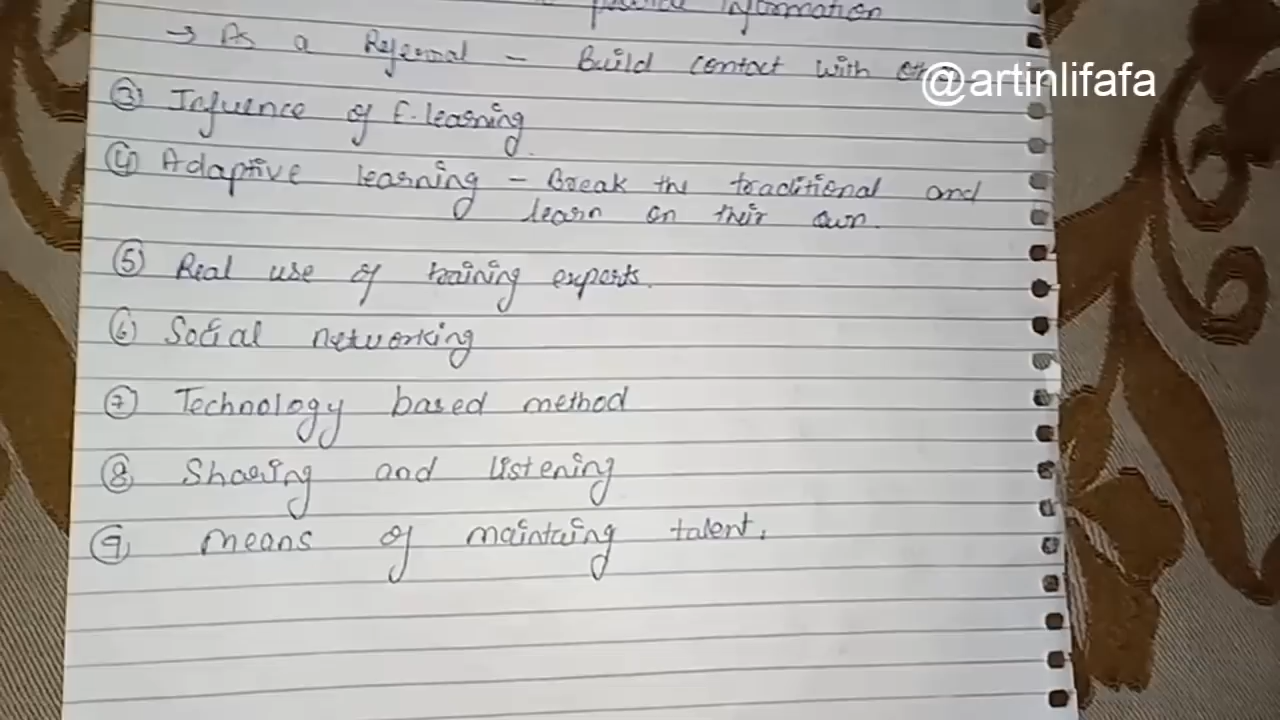 information
→ As a Referral - Build contact with
@artinlifafa
③ Influence of E-learning.
④ Adaptive learning - Break the traditional and
learn on their own.
⑤ Real use of training experts.
⑥ Social networking
⑦ Technology based method
⑧ Sharing and listening
⑨ means of maintaing talent.